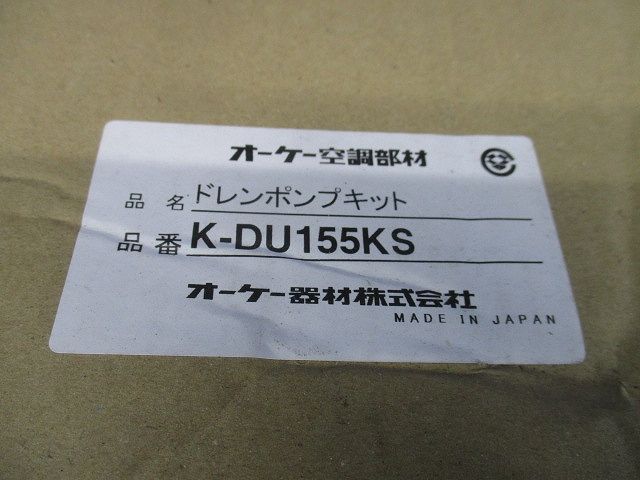 オーケー空調部材
品名 ドレンポンプキット
品番 K-DU155KS
オーケー器材株式会社
MADE IN JAPAN